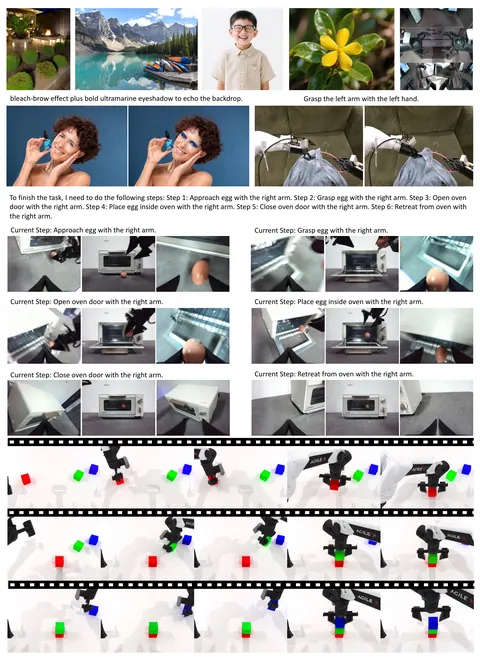 bleach-brow effect plus bold ultramarine eyeshadow to echo the backdrop.
Grasp the left arm with the left hand.
To finish the task, I need to do the following steps: Step 1: Approach egg with the right arm. Step 2: Grasp egg with the right arm. Step 3: Open oven
door with the right arm. Step 4: Place egg inside oven with the right arm. Step 5: Close oven door with the right arm. Step 6: Retreat from oven with
the right arm.
Current Step: Approach egg with the right arm.
Current Step: Grasp egg with the right arm.
Current Step: Open oven door with the right arm.
Current Step: Place egg inside oven with the right arm.
Current Step: Close oven door with the right arm.
Current Step: Retreat from oven with the right arm.
AGILE
AGILE
AGILE
AGILE
AGILE
AGILE